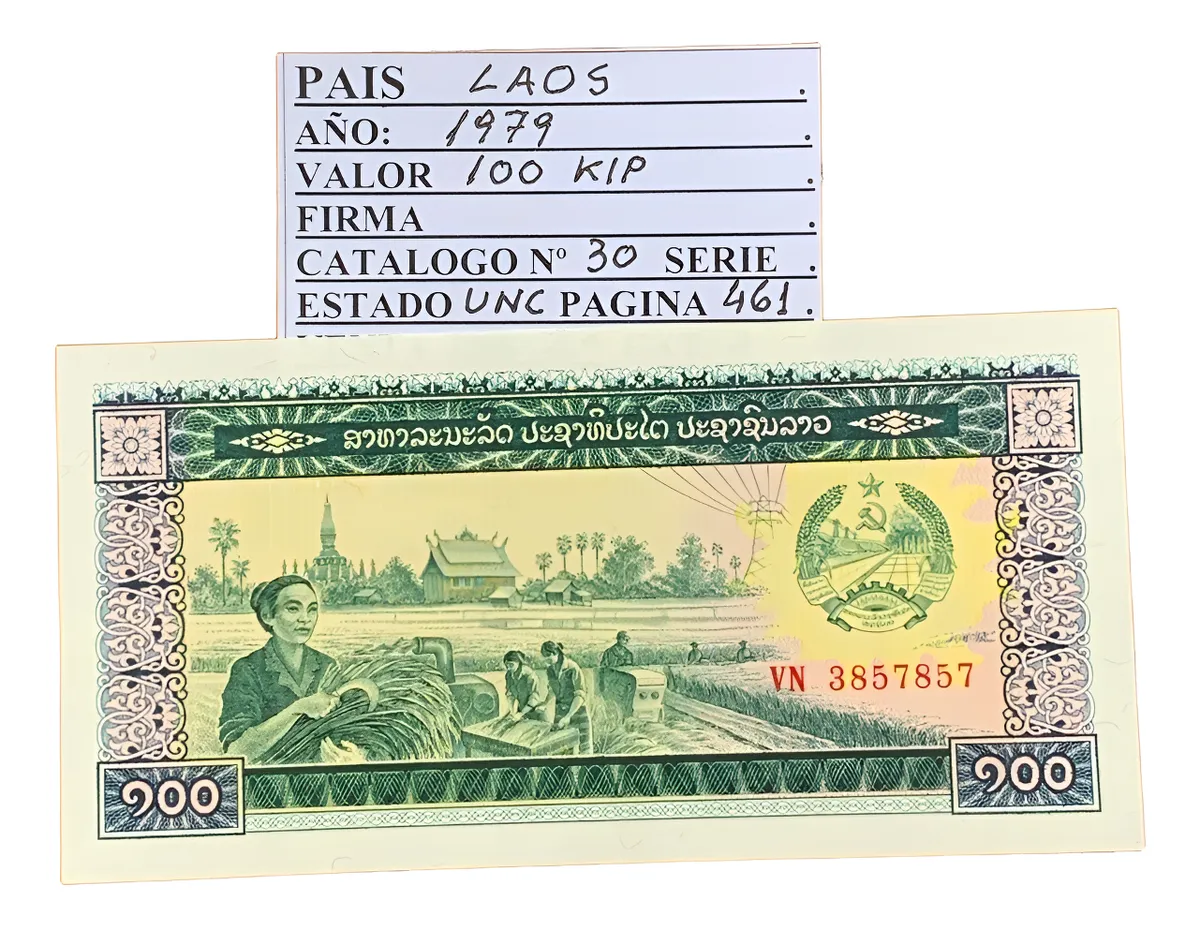 PAIS LAOS .
AÑO: 1979 .
VALOR 100 KIP .
FIRMA .
CATALOGO Nº 30 SERIE .
ESTADO UNC PAGINA 461 .
ສາທາລະນະລັດ ປະຊາທິປະໄຕ ປະຊາຊົນລາວ
VN 3857857
໑໐໐ ໑໐໐